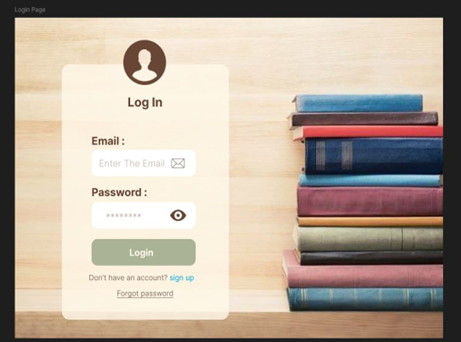 Login Page
Log In
Email :
Enter The Email
Password :
********
Login
Don't have an account? sign up
Forgot password